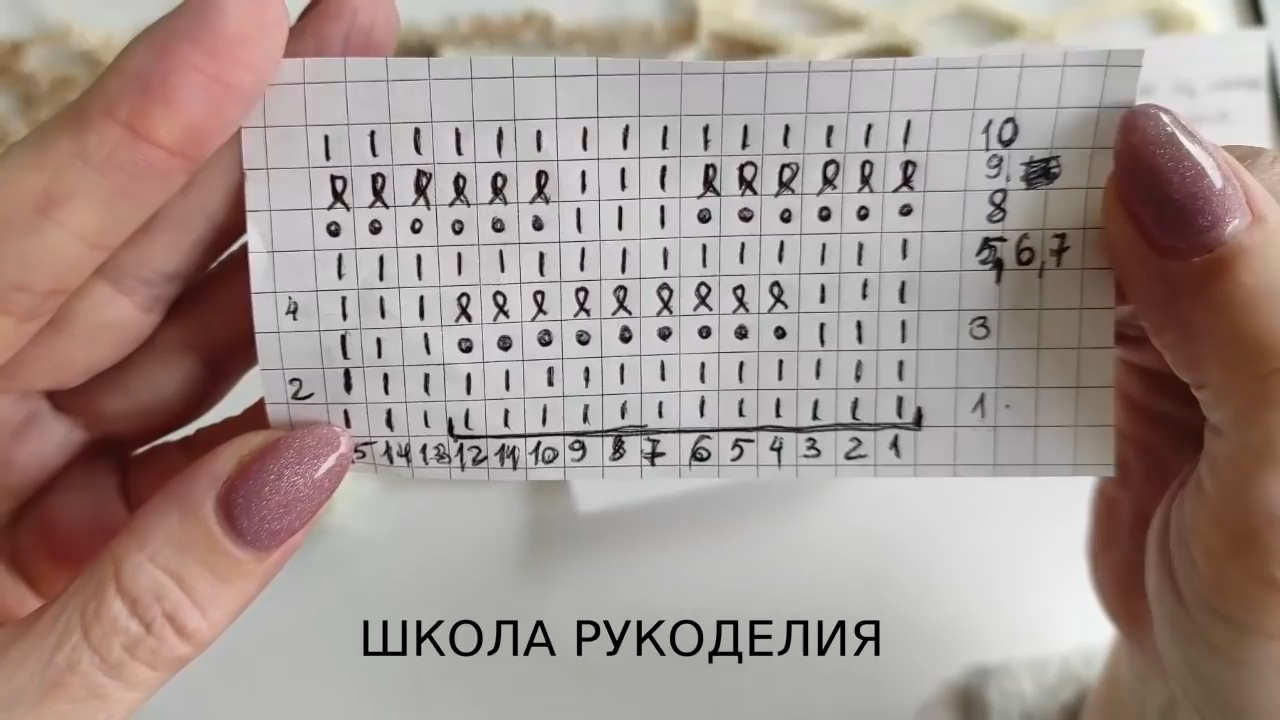 | | | | | | | | | | | | | | | 10
ꎙ ꎙ ꎙ ꎙ ꎙ ꎙ | | | ꎙ ꎙ ꎙ ꎙ ꎙ ꎙ 9.
• • • • • • | | | • • • • • • 8
| | | | | | | | | | | | | | | 5,6,7
4 | | | ꎙ ꎙ ꎙ ꎙ ꎙ ꎙ ꎙ ꎙ ꎙ | | |
| | | • • • • • • • • • | | | 3
2 | | | | | | | | | | | | | | |
| | | | | | | | | | | | | | | 1.
5 14 13 12 11 10 9 8 7 6 5 4 3 2 1
ШКОЛА РУКОДЕЛИЯ